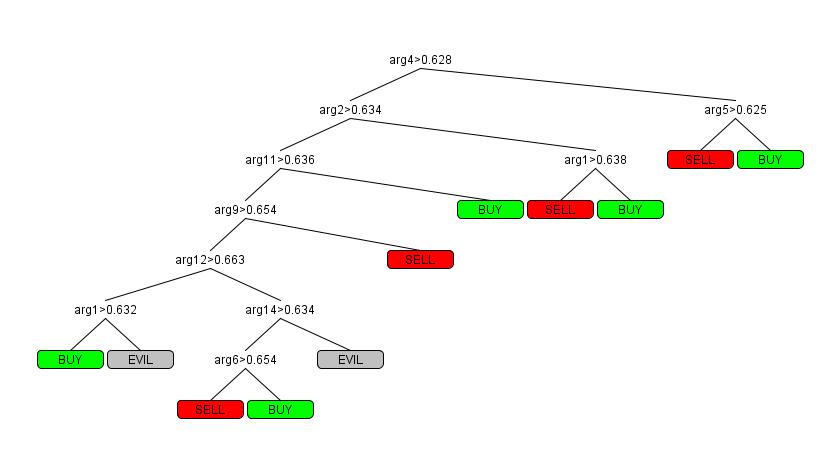 arg4>0.628
arg2>0.634
arg5>0.625
arg11>0.636
arg1>0.638
SELL
BUY
arg9>0.654
BUY
SELL
BUY
arg12>0.663
SELL
arg1>0.632
arg14>0.634
BUY
EVIL
arg6>0.654
EVIL
SELL
BUY